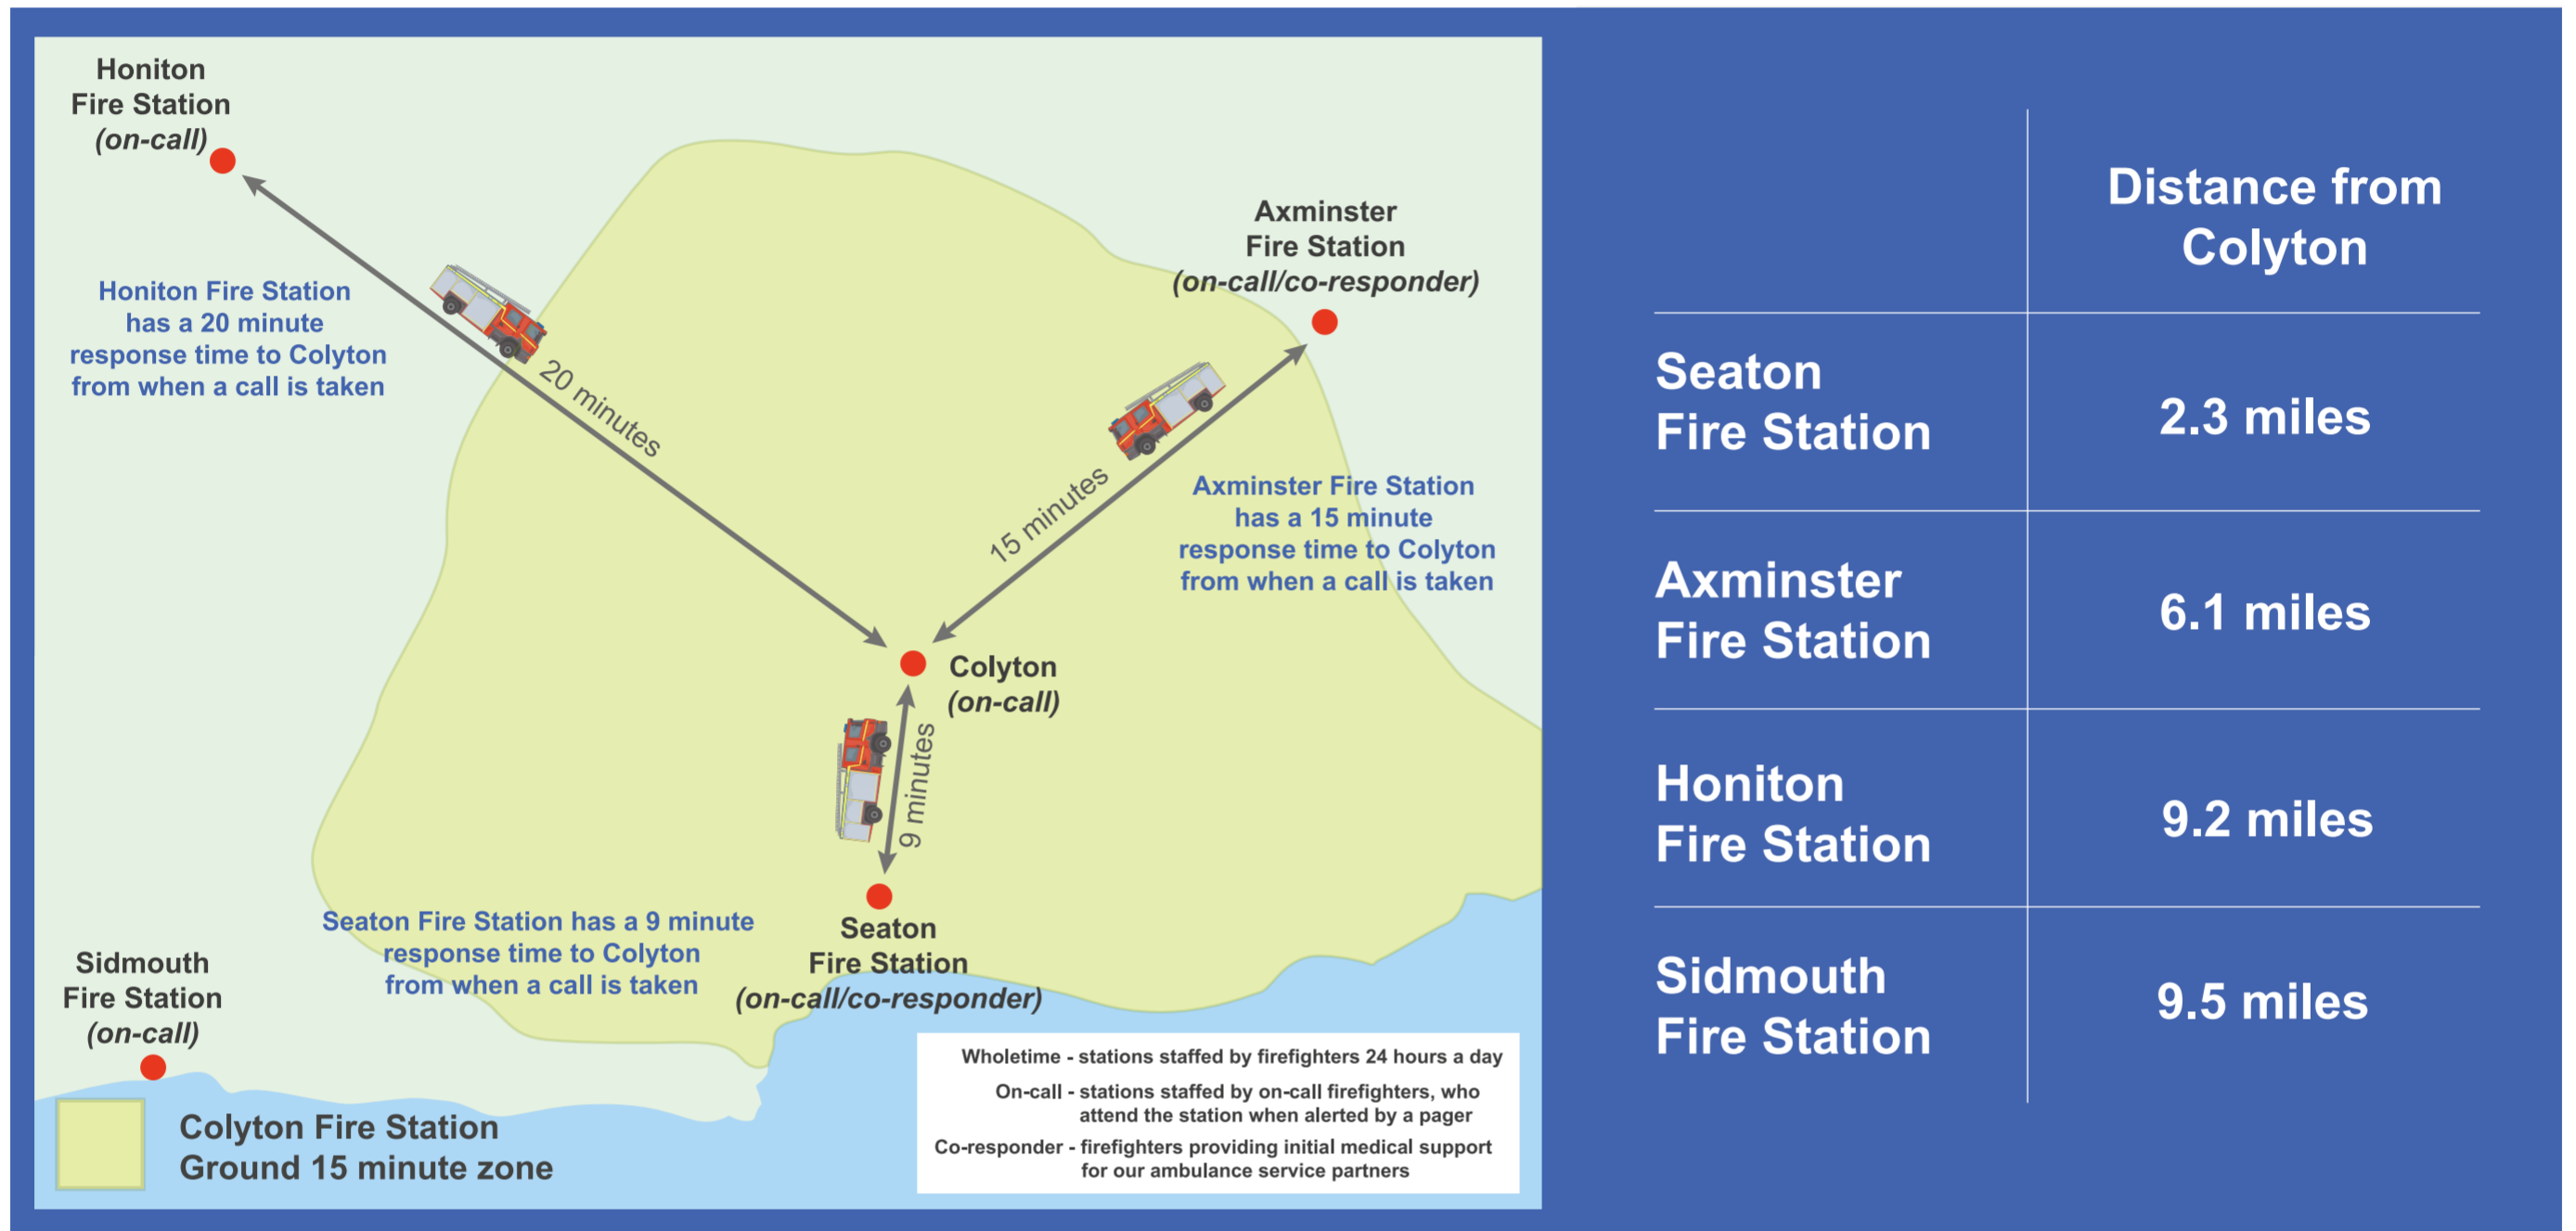 Honiton
Fire Station
(on-call)
Axminster
Fire Station
(on-call/co-responder)
Honiton Fire Station
has a 20 minute
response time to Colyton
from when a call is taken
20 minutes
15 minutes
Axminster Fire Station
has a 15 minute
response time to Colyton
from when a call is taken
Colyton
(on-call)
9 minutes
Seaton Fire Station has a 9 minute
response time to Colyton
from when a call is taken
Seaton
Fire Station
(on-call/co-responder)
Sidmouth
Fire Station
(on-call)
Colyton Fire Station
Ground 15 minute zone
Wholetime - stations staffed by firefighters 24 hours a day
On-call - stations staffed by on-call firefighters, who
attend the station when alerted by a pager
Co-responder - firefighters providing initial medical support
for our ambulance service partners
Distance from
Colyton
Seaton
Fire Station
2.3 miles
Axminster
Fire Station
6.1 miles
Honiton
Fire Station
9.2 miles
Sidmouth
Fire Station
9.5 miles